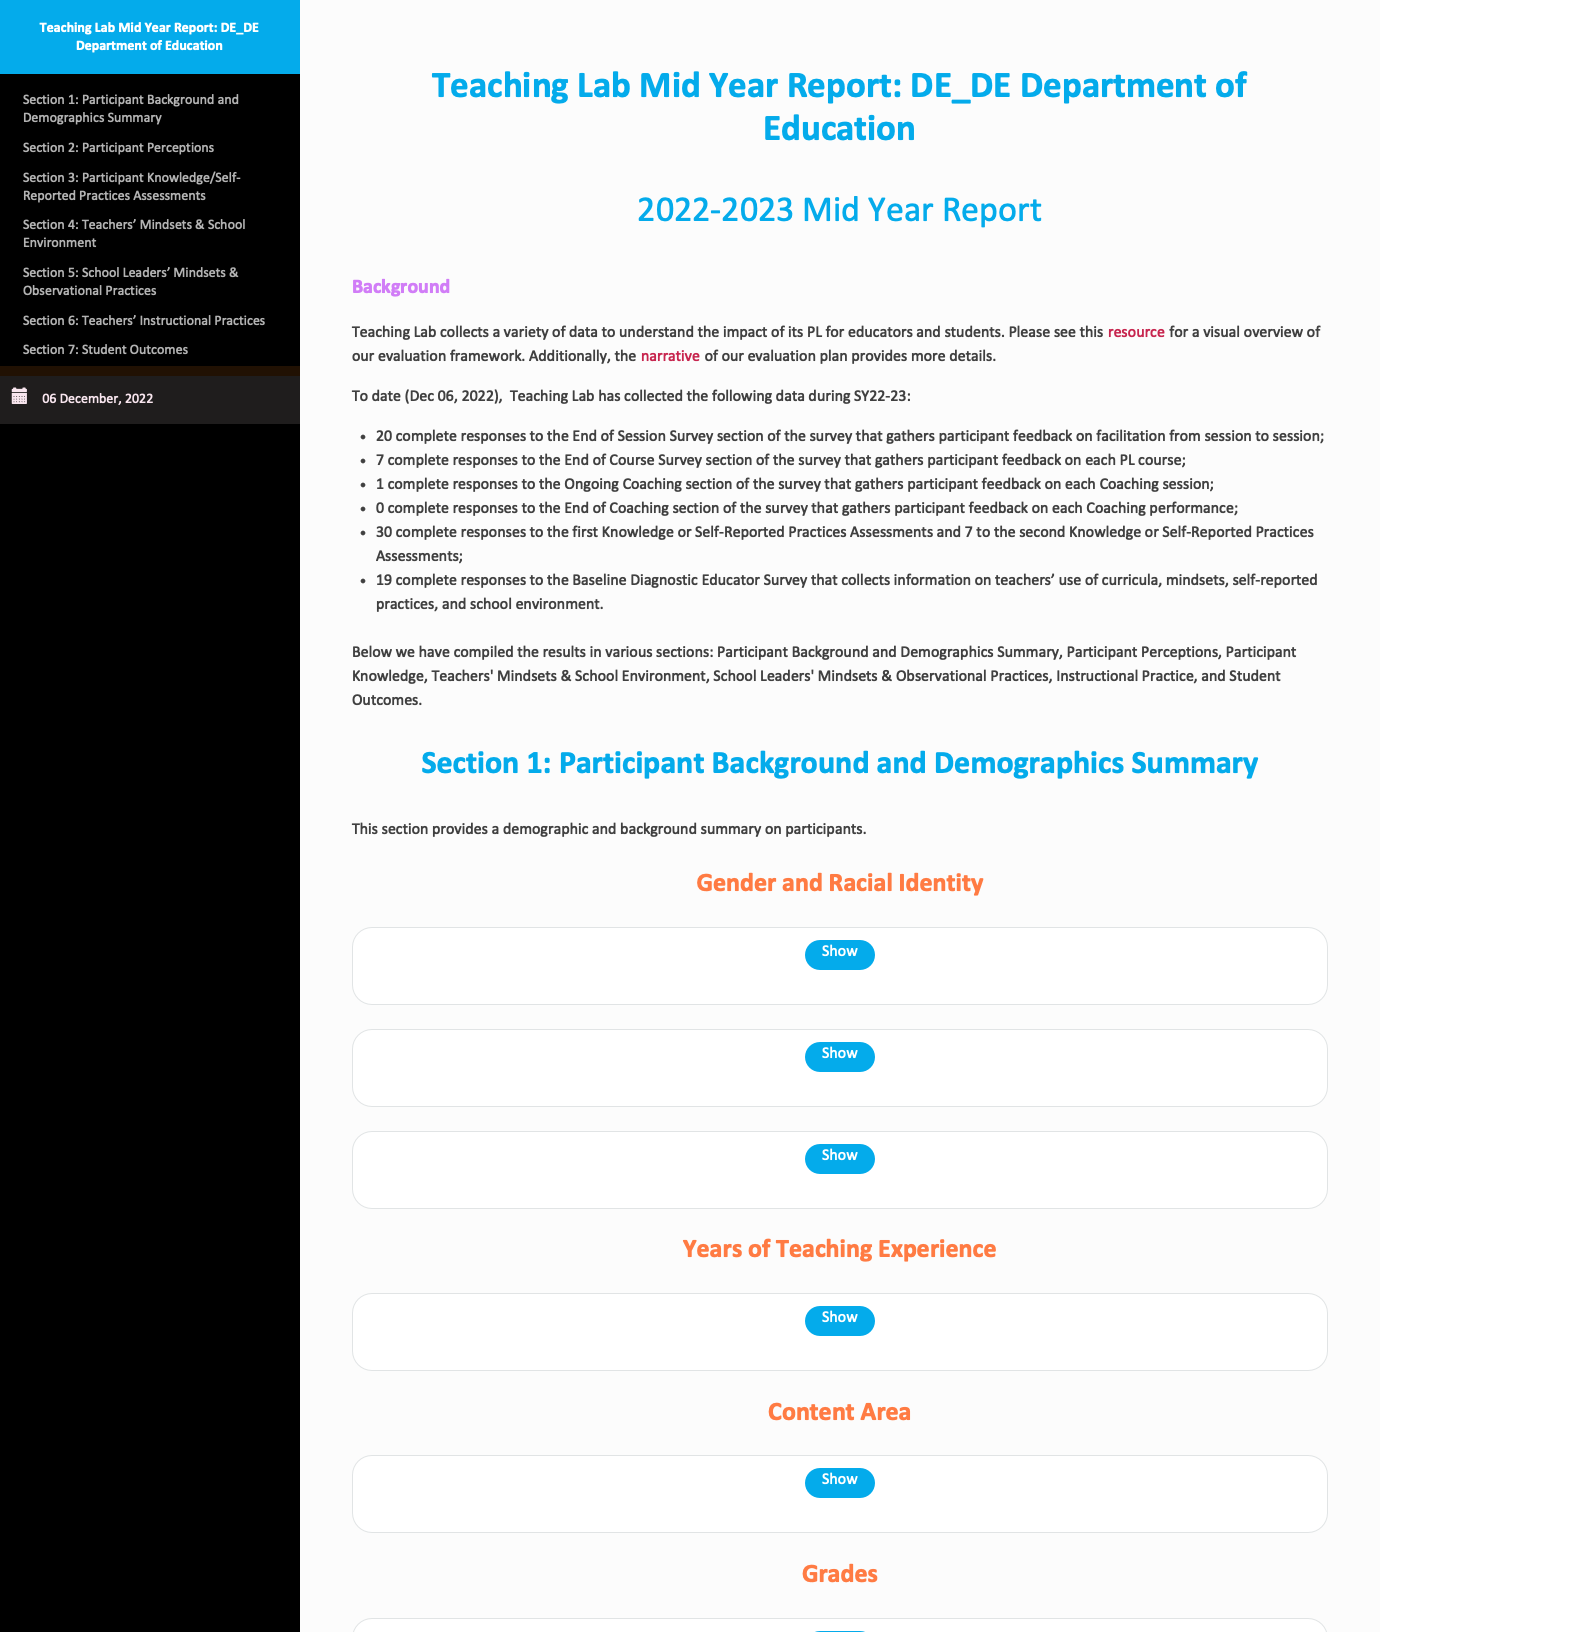 Teaching Lab Mid Year Report: DE_DE
Department of Education
Section 1: Participant Background and
Demographics Summary
Section 2: Participant Perceptions
Section 3: Participant Knowledge/Self-
Reported Practices Assessments
Section 4: Teachers’ Mindsets & School
Environment
Section 5: School Leaders’ Mindsets &
Observational Practices
Section 6: Teachers’ Instructional Practices
Section 7: Student Outcomes
06 December, 2022
Teaching Lab Mid Year Report: DE_DE Department of
Education
2022-2023 Mid Year Report
Background
Teaching Lab collects a variety of data to understand the impact of its PL for educators and students. Please see this resource for a visual overview of
our evaluation framework. Additionally, the narrative of our evaluation plan provides more details.
To date (Dec 06, 2022), Teaching Lab has collected the following data during SY22-23:
• 20 complete responses to the End of Session Survey section of the survey that gathers participant feedback on facilitation from session to session;
• 7 complete responses to the End of Course Survey section of the survey that gathers participant feedback on each PL course;
• 1 complete responses to the Ongoing Coaching section of the survey that gathers participant feedback on each Coaching session;
• 0 complete responses to the End of Coaching section of the survey that gathers participant feedback on each Coaching performance;
• 30 complete responses to the first Knowledge or Self-Reported Practices Assessments and 7 to the second Knowledge or Self-Reported Practices
Assessments;
• 19 complete responses to the Baseline Diagnostic Educator Survey that collects information on teachers’ use of curricula, mindsets, self-reported
practices, and school environment.
Below we have compiled the results in various sections: Participant Background and Demographics Summary, Participant Perceptions, Participant
Knowledge, Teachers' Mindsets & School Environment, School Leaders' Mindsets & Observational Practices, Instructional Practice, and Student
Outcomes.
Section 1: Participant Background and Demographics Summary
This section provides a demographic and background summary on participants.
Gender and Racial Identity
Show
Show
Show
Years of Teaching Experience
Show
Content Area
Show
Grades